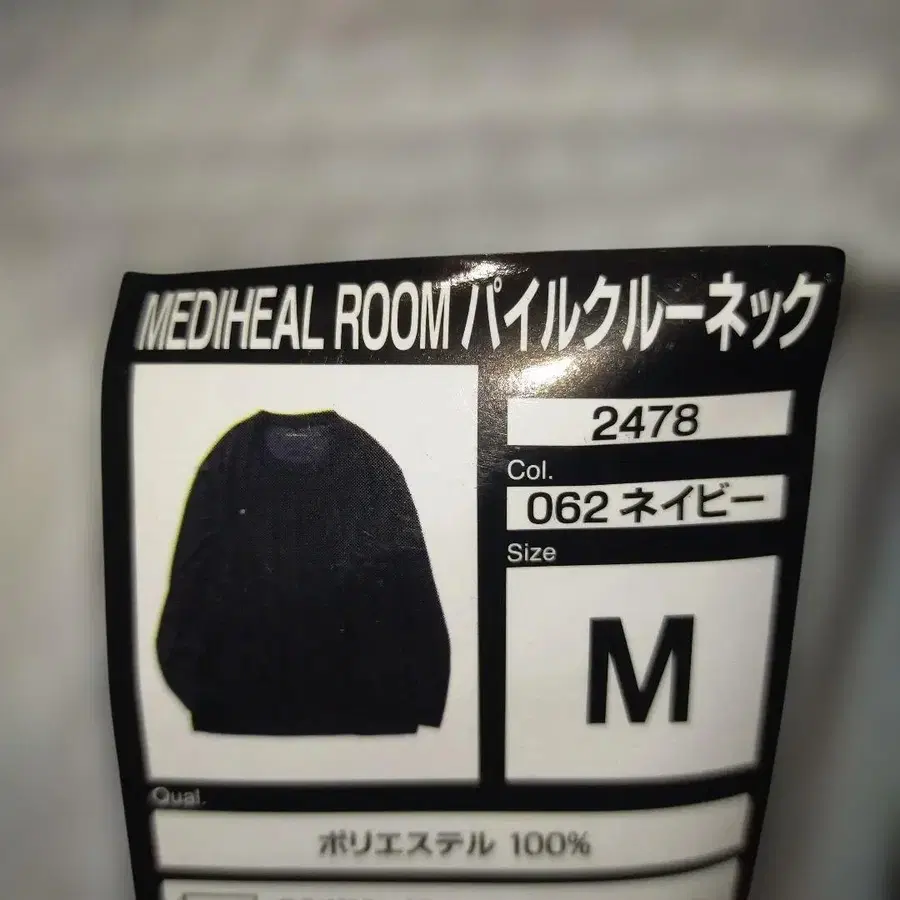 MEDIHEAL ROOM パイルクルーネック
2478
Col.
062 ネイビー
Size
M
Qual.
ポリエステル 100%